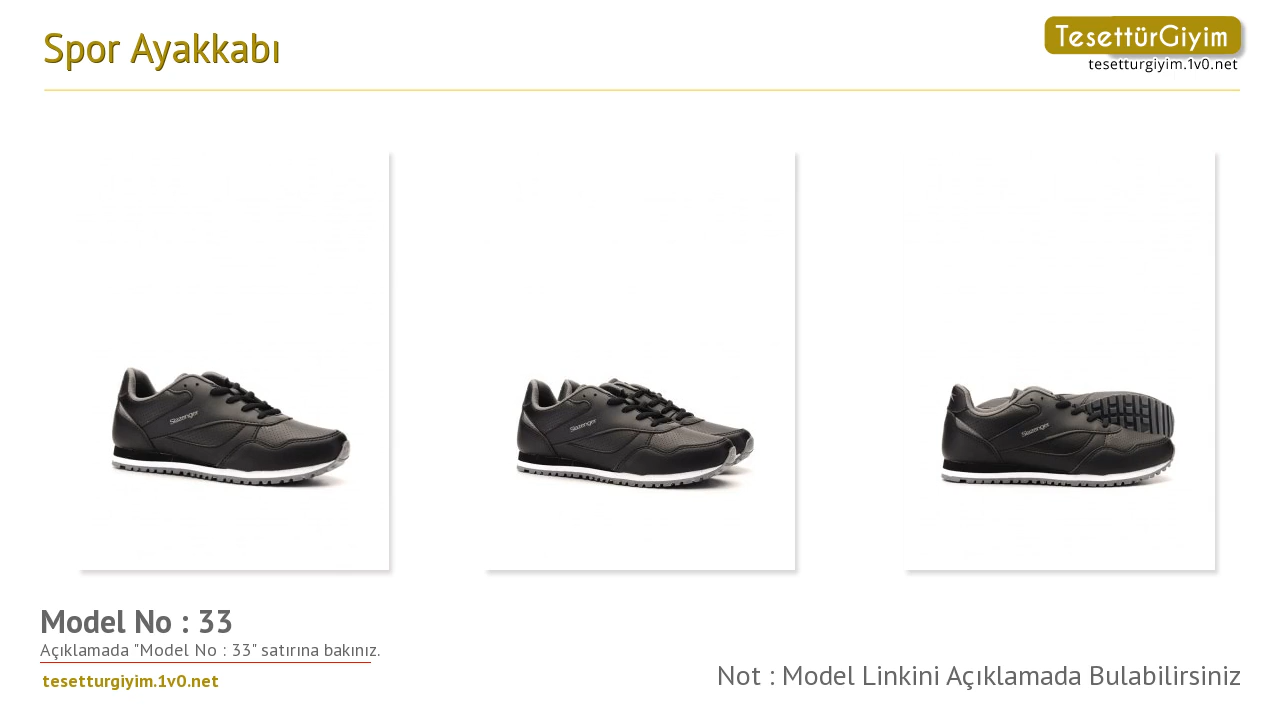 Spor Ayakkabı
TesettürGiyim
tesetturgiyim.1v0.net
Slazenger
Slazenger
Slazenger
Model No : 33
Açıklamada "Model No : 33" satırına bakınız.
tesetturgiyim.1v0.net
Not : Model Linkini Açıklamada Bulabilirsiniz